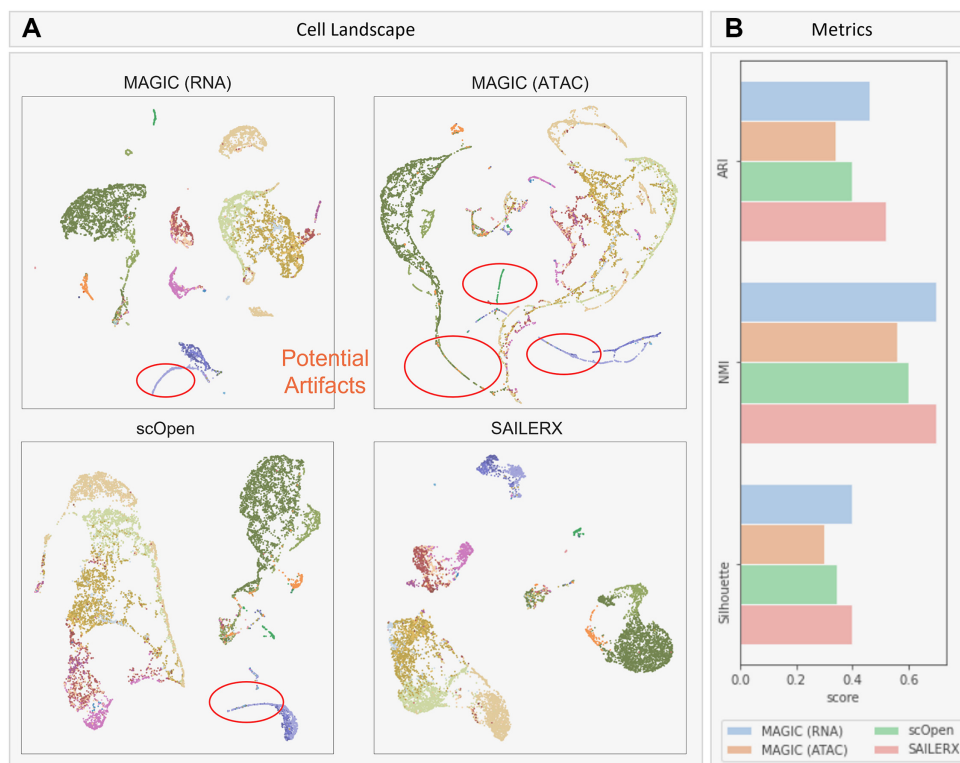 A
Cell Landscape
B
Metrics
MAGIC (RNA)
MAGIC (ATAC)
Potential
Artifacts
scOpen
SAILERX
ARI
NMI
Silhouette
0.0 0.2 0.4 0.6
score
MAGIC (RNA) scOpen
MAGIC (ATAC) SAILERX